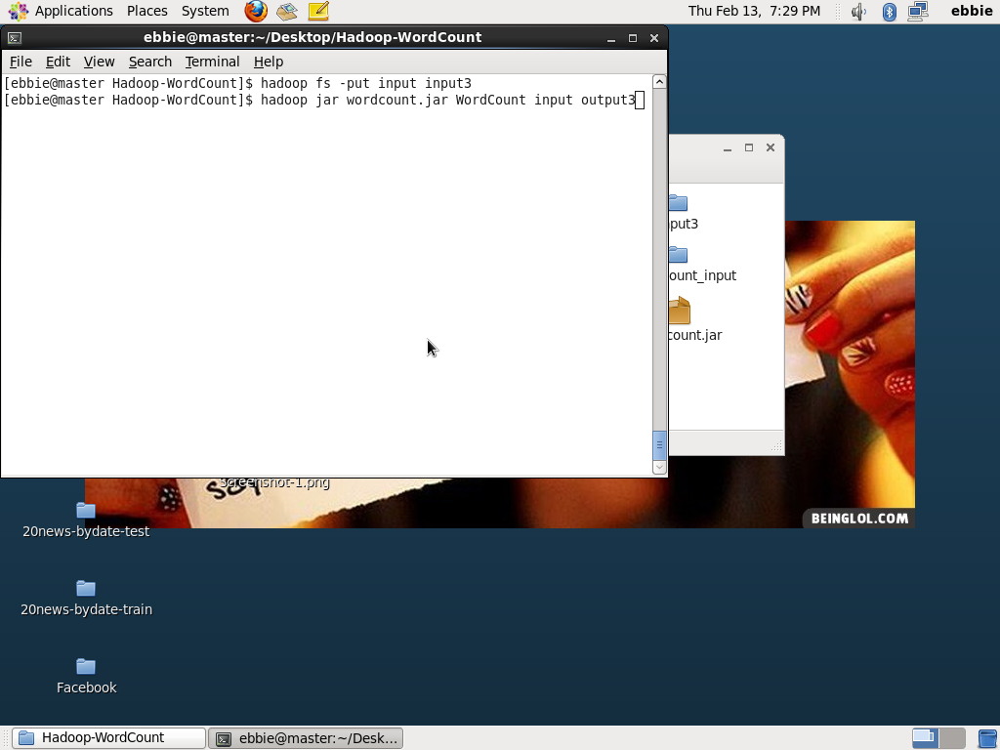 Applications Places System Thu Feb 13, 7:29 PM ebbie
ebbie@master:~/Desktop/Hadoop-WordCount
File Edit View Search Terminal Help
[ebbie@master Hadoop-WordCount]$ hadoop fs -put input input3
[ebbie@master Hadoop-WordCount]$ hadoop jar wordcount.jar WordCount input output3
put3
ount_input
count.jar
Screenshot-1.png
BEINGLOL.COM
20news-bydate-test
20news-bydate-train
Facebook
Hadoop-WordCount ebbie@master:~/Desk...